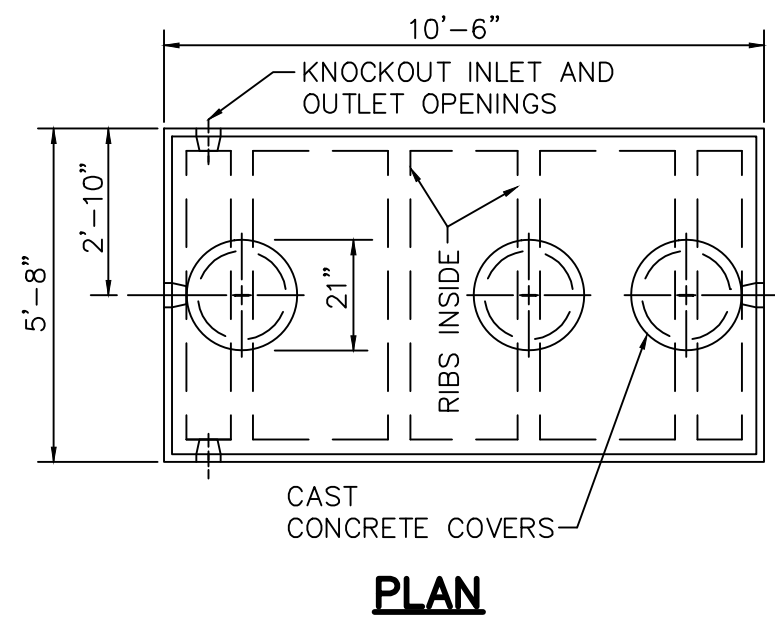 10'-6"
KNOCKOUT INLET AND
OUTLET OPENINGS
2'-10"
5'-8"
21"
RIBS INSIDE
CAST
CONCRETE COVERS
PLAN